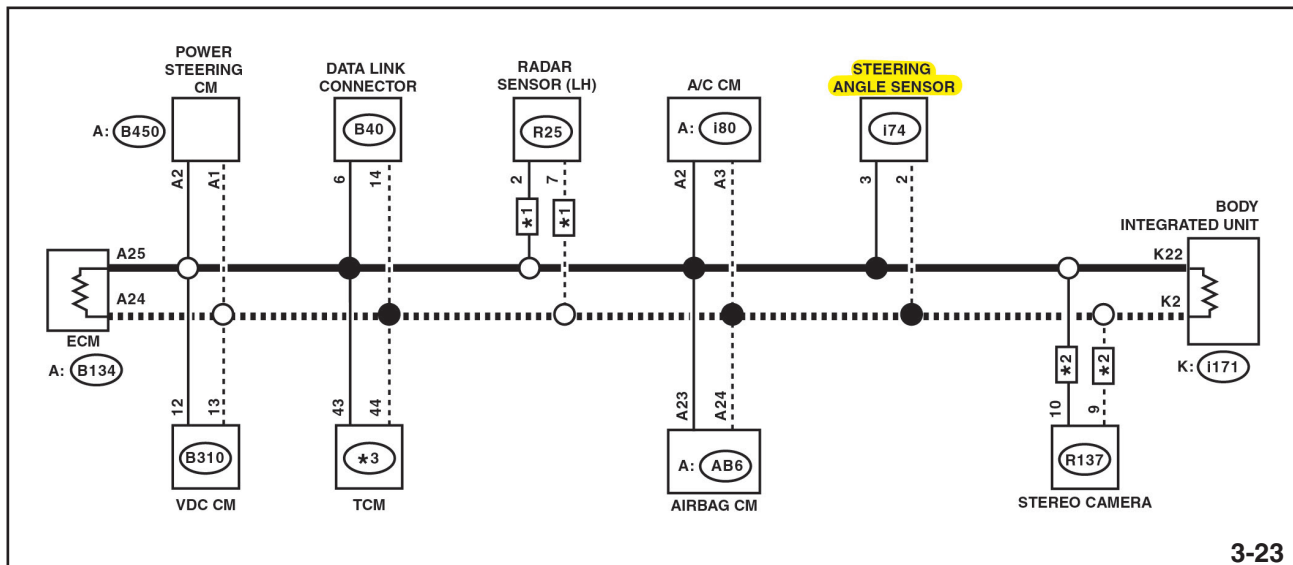 POWER
STEERING
CM
DATA LINK
CONNECTOR
RADAR
SENSOR (LH)
A/C CM
STEERING
ANGLE SENSOR
A: B450
B40
R25
A: i80
i74
A2
A1
6
14
2
7
A2
A3
3
2
*1
*1
BODY
INTEGRATED UNIT
A25
K22
A24
K2
ECM
A: B134
K: i171
*2
*2
12
13
43
44
A23
A24
10
9
B310
*3
A: AB6
R137
VDC CM
TCM
AIRBAG CM
STEREO CAMERA
3-23